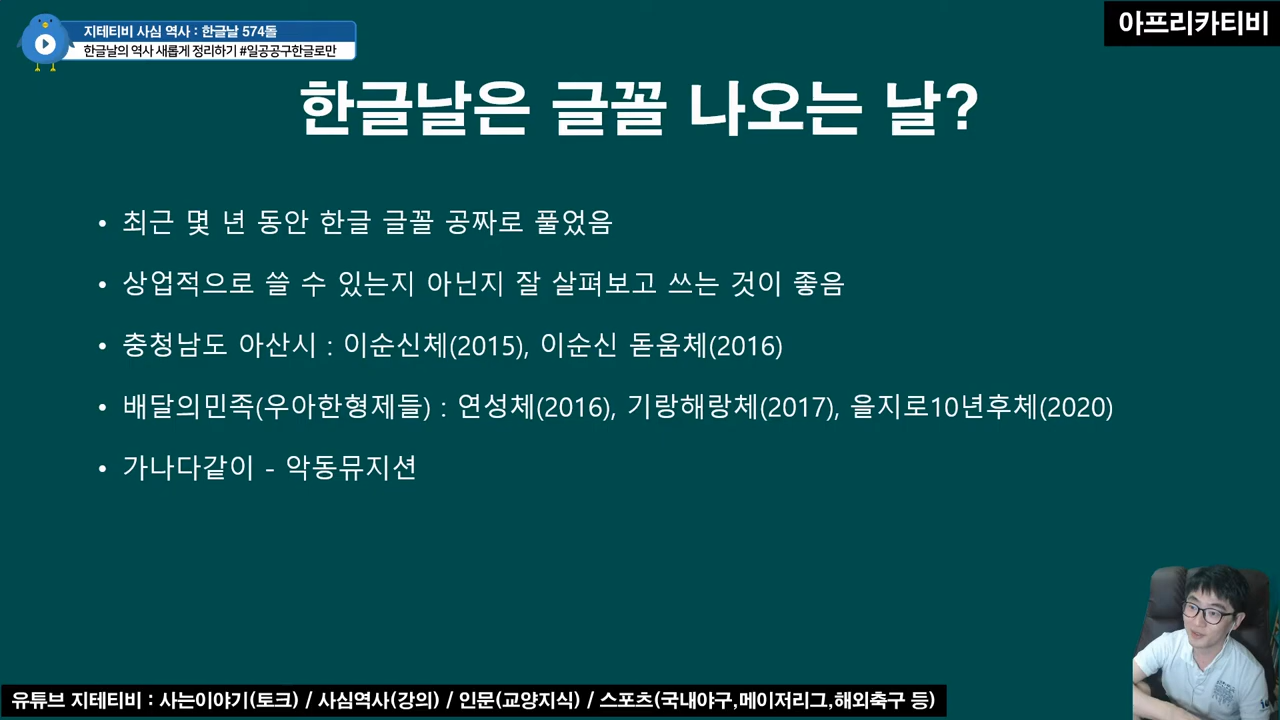 지테티비 사심 역사 : 한글날 574돌
한글날의 역사 새롭게 정리하기 #일공공구한글로만
아프리카티비
한글날은 글꼴 나오는 날?
• 최근 몇 년 동안 한글 글꼴 공짜로 풀었음
• 상업적으로 쓸 수 있는지 아닌지 잘 살펴보고 쓰는 것이 좋음
• 충청남도 아산시 : 이순신체(2015), 이순신 돋움체(2016)
• 배달의민족(우아한형제들) : 연성체(2016), 기랑해랑체(2017), 을지로10년후체(2020)
• 가나다같이 - 악동뮤지션
유튜브 지테티비 : 사는이야기(토크) / 사심역사(강의) / 인문(교양지식) / 스포츠(국내야구,메이저리그,해외축구 등)